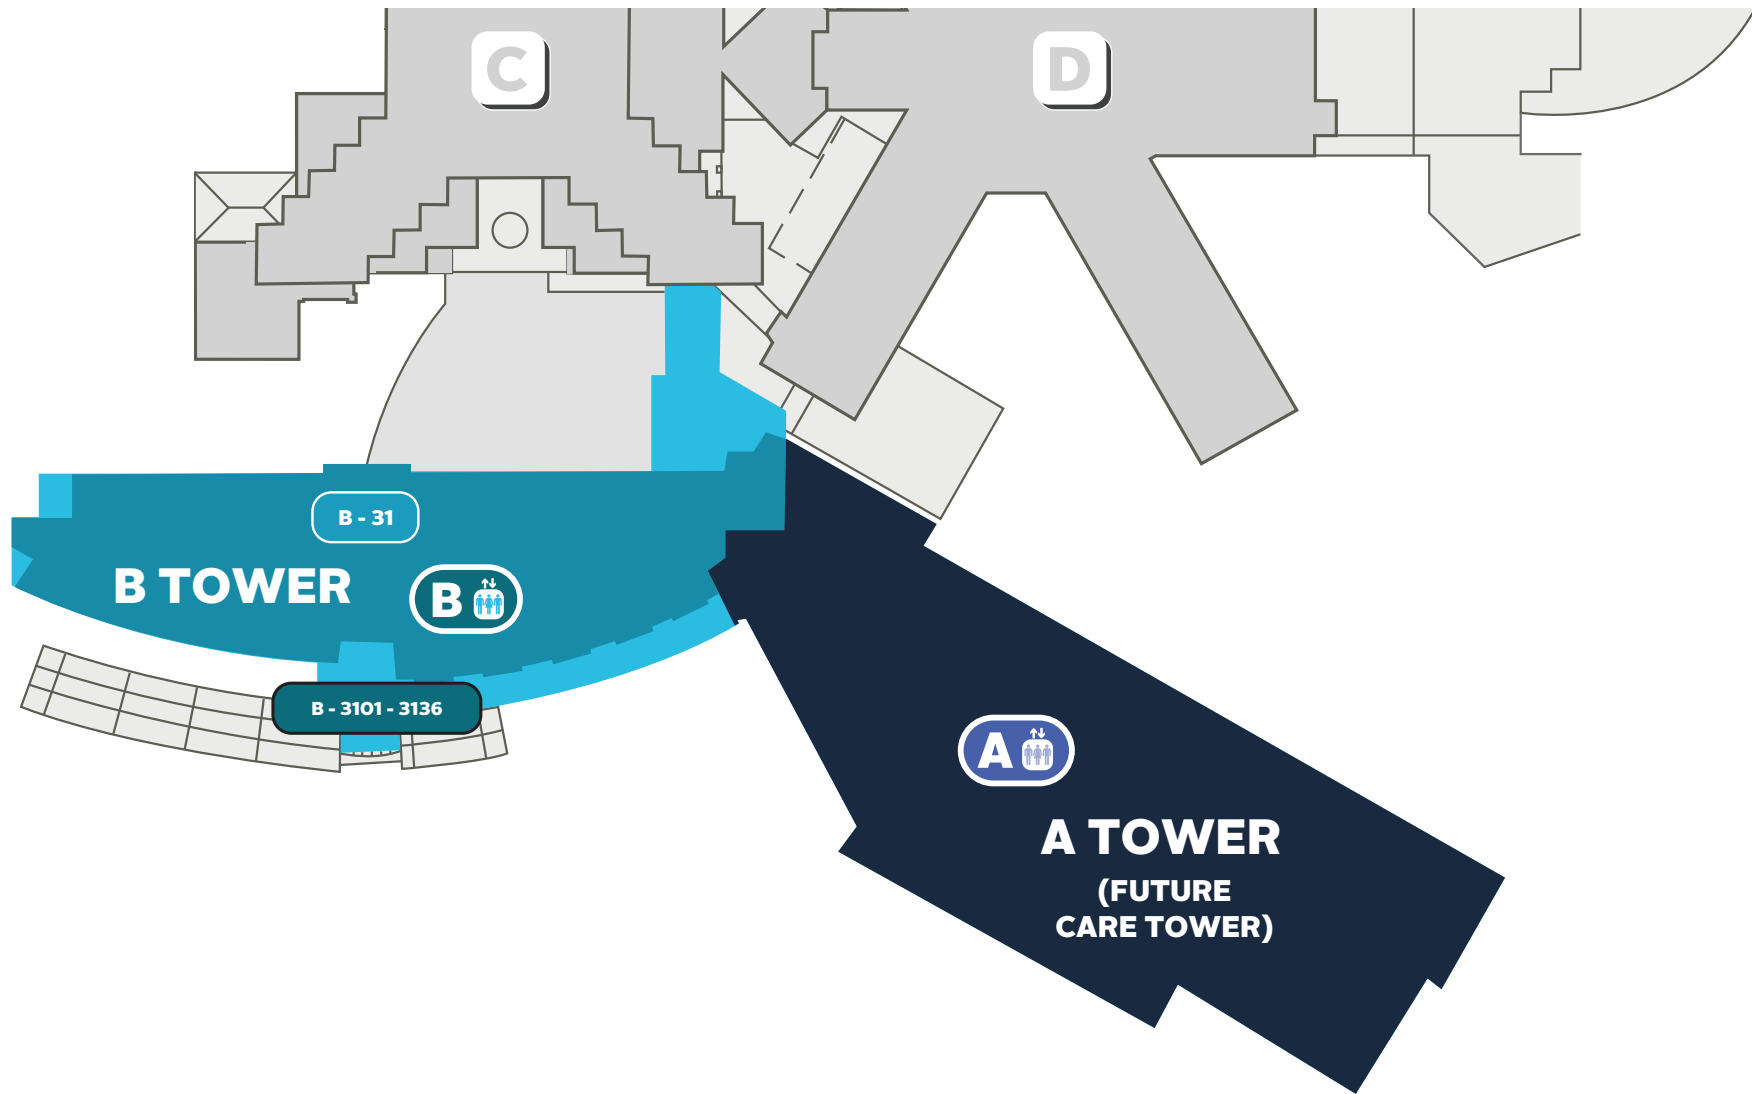 C
D
B - 31
B TOWER
B
B - 3101 - 3136
A
A TOWER
(FUTURE
CARE TOWER)